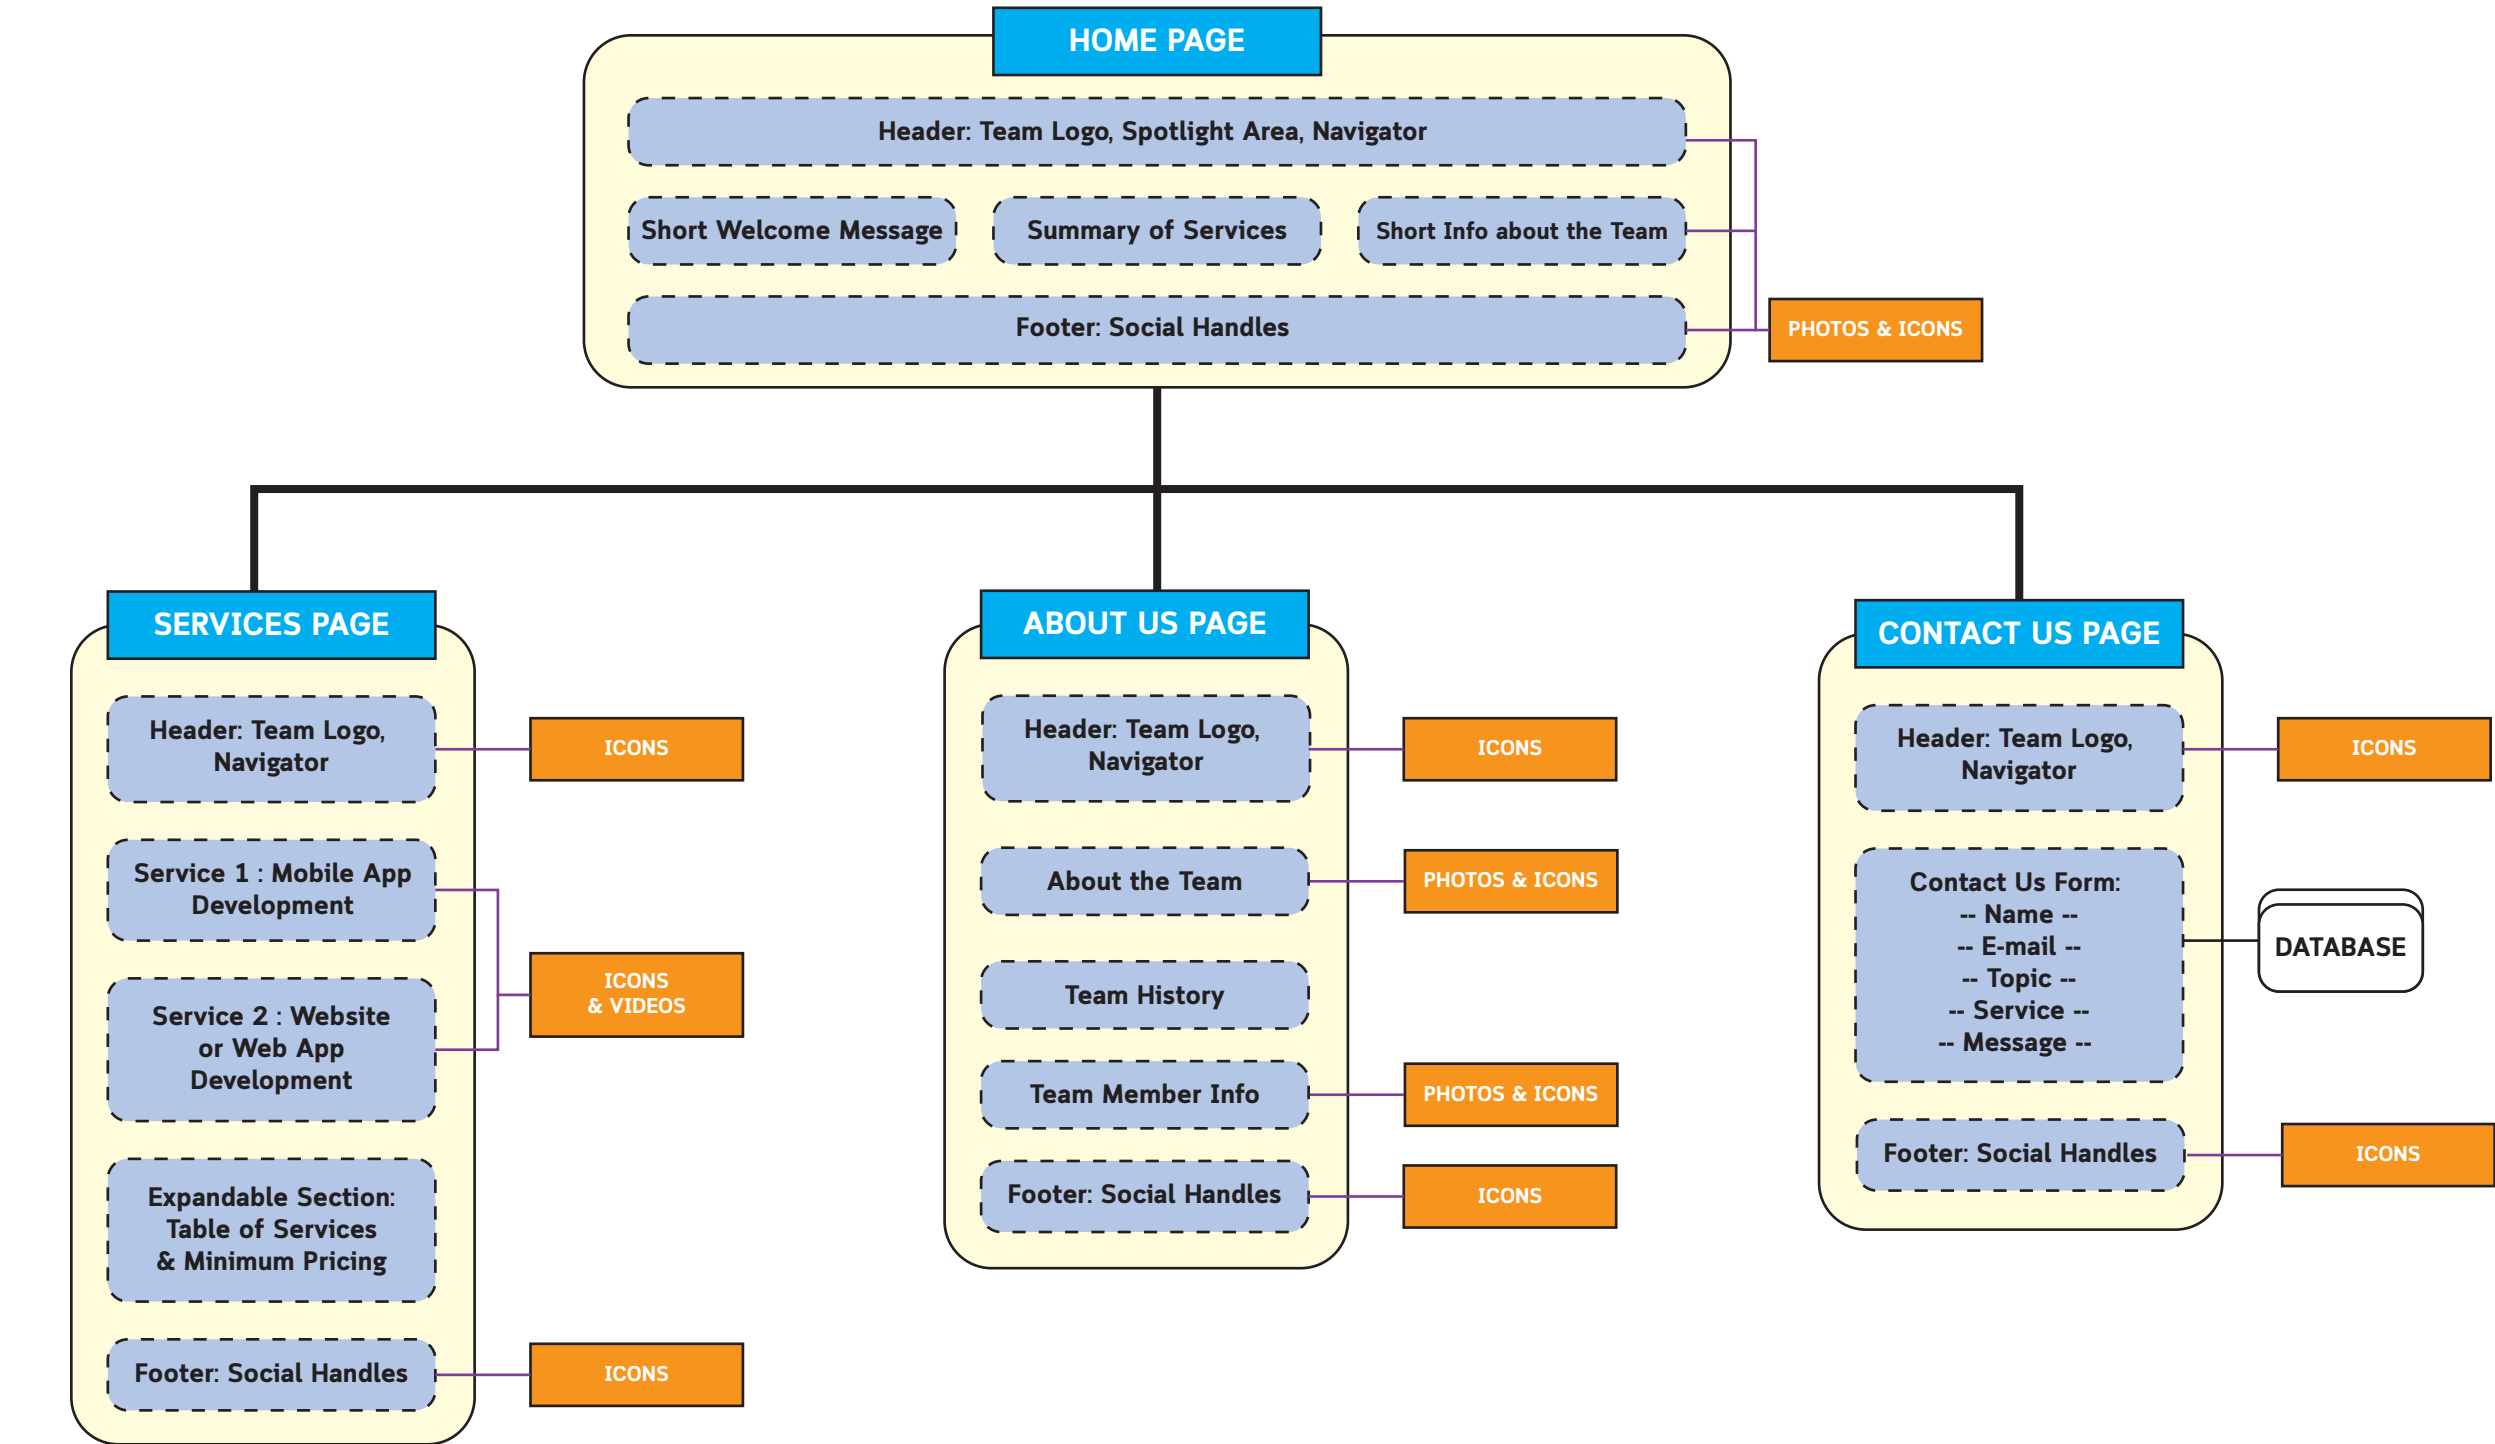 HOME PAGE
Header: Team Logo, Spotlight Area, Navigator
Short Welcome Message
Summary of Services
Short Info about the Team
Footer: Social Handles
PHOTOS & ICONS
SERVICES PAGE
Header: Team Logo,
Navigator
ICONS
Service 1 : Mobile App
Development
Service 2 : Website
or Web App
Development
ICONS
& VIDEOS
Expandable Section:
Table of Services
& Minimum Pricing
Footer: Social Handles
ICONS
ABOUT US PAGE
Header: Team Logo,
Navigator
ICONS
About the Team
PHOTOS & ICONS
Team History
Team Member Info
PHOTOS & ICONS
Footer: Social Handles
ICONS
CONTACT US PAGE
Header: Team Logo,
Navigator
ICONS
Contact Us Form:
-- Name --
-- E-mail --
-- Topic --
-- Service --
-- Message --
DATABASE
Footer: Social Handles
ICONS